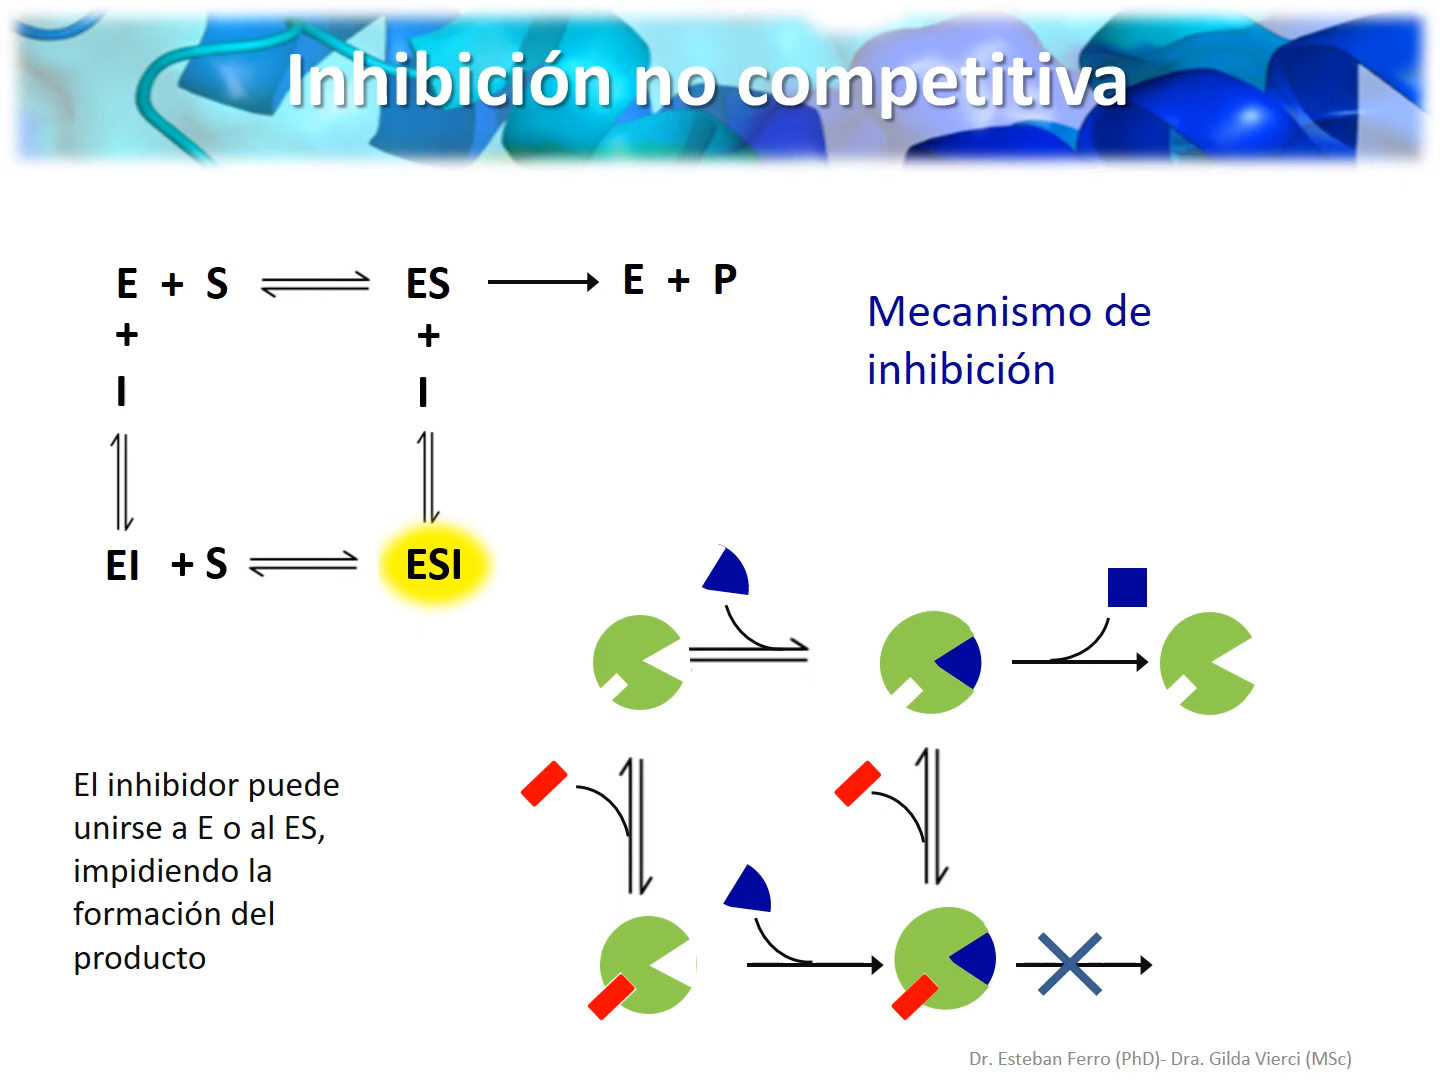 Inhibición no competitiva
E + S ES E + P
+ +
I I
EI + S ESI
Mecanismo de
inhibición
El inhibidor puede
unirse a E o al ES,
impidiendo la
formación del
producto
Dr. Esteban Ferro (PhD)- Dra. Gilda Vierci (MSc)